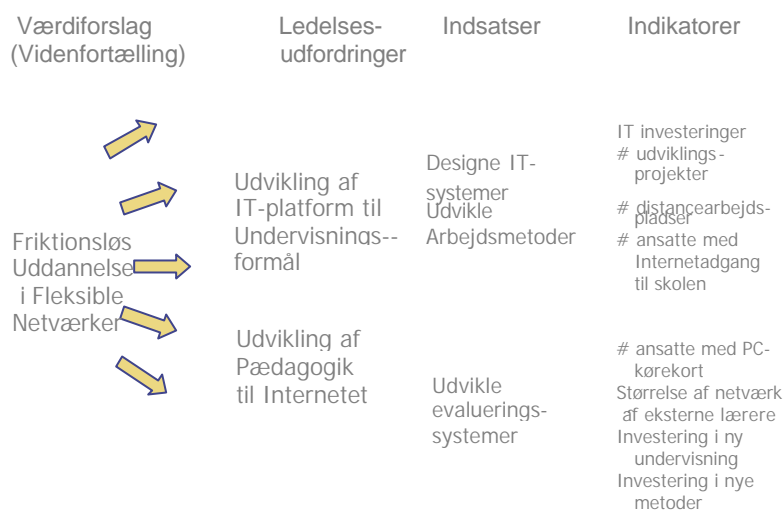 Værdiforslag
(Videnfortælling)
Ledelses-
udfordringer
Indsatser
Indikatorer
Friktionsløs
Uddannelse
i Fleksible
Netværker
Udvikling af
IT-platform til
Undervisnings--
formål
Udvikling af
Pædagogik
til Internetet
Designe IT-
systemer
Udvikle
Arbejdsmetoder
Udvikle
evaluerings-
systemer
IT investeringer
# udviklings-
projekter
# distancearbejds-
pladser
# ansatte med
Internetadgang
til skolen
# ansatte med PC-
kørekort
Størrelse af netværk
af eksterne lærere
Investering i ny
undervisning
Investering i nye
metoder